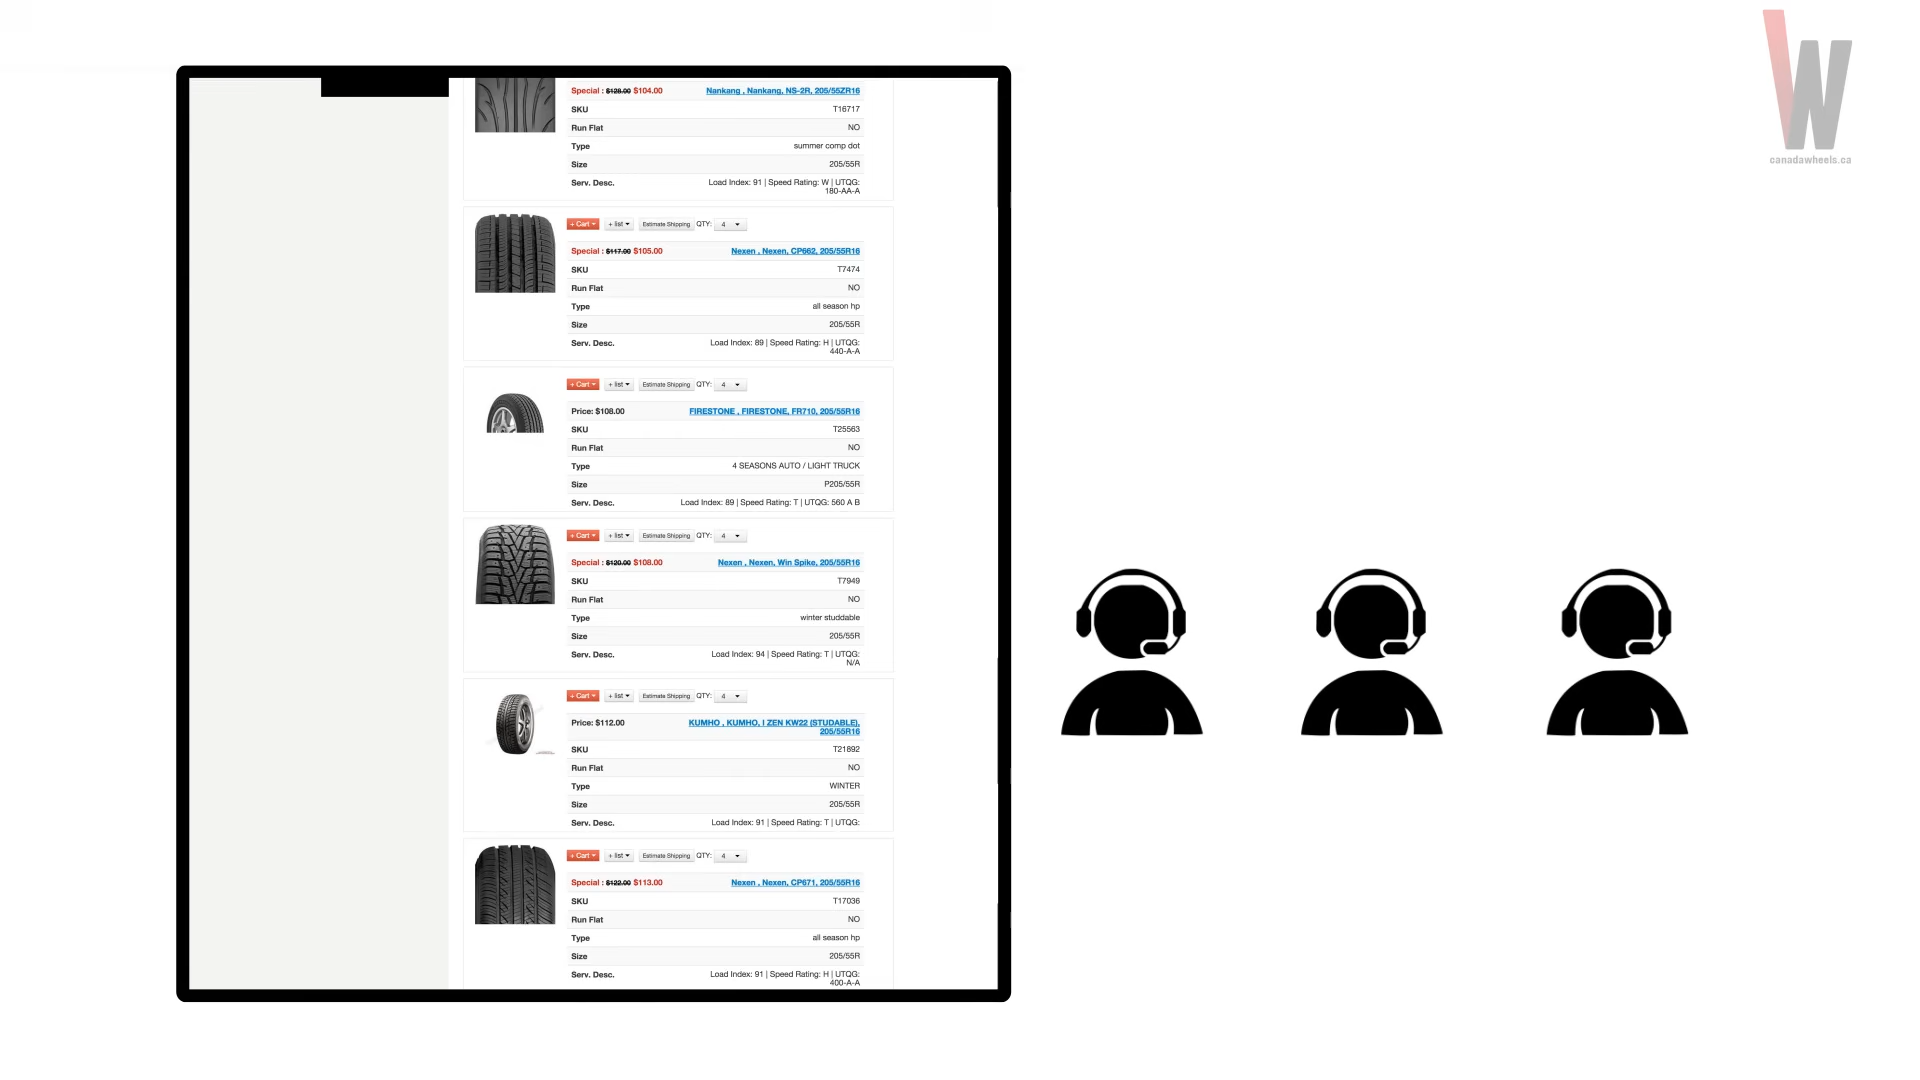 W
canadawheels.ca
Special : $128.00 $104.00 Nankang , Nankang, NS-2R, 205/55ZR16
SKU T16717
Run Flat NO
Type summer comp dot
Size 205/55R
Serv. Desc. Load Index: 91 | Speed Rating: W | UTQG:
180-AA-A
+ Cart + list Estimate Shipping QTY: 4
Special : $117.00 $105.00 Nexen , Nexen, CP662, 205/55R16
SKU T7474
Run Flat NO
Type all season hp
Size 205/55R
Serv. Desc. Load Index: 89 | Speed Rating: H | UTQG:
440-A-A
+ Cart + list Estimate Shipping QTY: 4
Price: $108.00 FIRESTONE , FIRESTONE, FR710, 205/55R16
SKU T25563
Run Flat NO
Type 4 SEASONS AUTO / LIGHT TRUCK
Size P205/55R
Serv. Desc. Load Index: 89 | Speed Rating: T | UTQG: 560 A B
+ Cart + list Estimate Shipping QTY: 4
Special : $120.00 $108.00 Nexen , Nexen, Win Spike, 205/55R16
SKU T7949
Run Flat NO
Type winter studdable
Size 205/55R
Serv. Desc. Load Index: 94 | Speed Rating: T | UTQG:
N/A
+ Cart + list Estimate Shipping QTY: 4
Price: $112.00 KUMHO , KUMHO, I ZEN KW22 (STUDABLE),
205/55R16
SKU T21892
Run Flat NO
Type WINTER
Size 205/55R
Serv. Desc. Load Index: 91 | Speed Rating: T | UTQG:
+ Cart + list Estimate Shipping QTY: 4
Special : $122.00 $113.00 Nexen , Nexen, CP671, 205/55R16
SKU T17036
Run Flat NO
Type all season hp
Size 205/55R
Serv. Desc. Load Index: 91 | Speed Rating: H | UTQG:
400-A-A